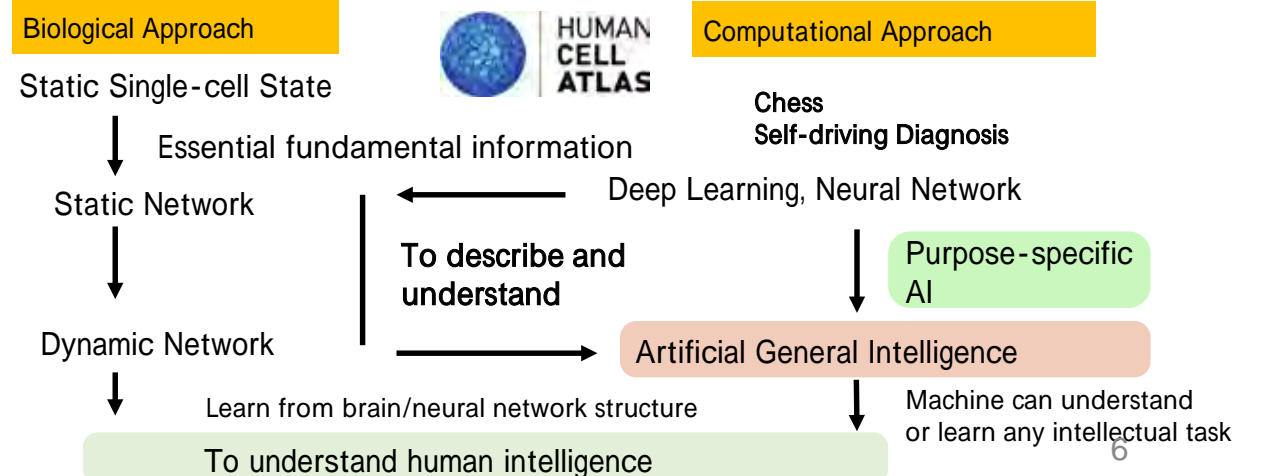 Biological Approach
HUMAN
CELL
ATLAS
Computational Approach
Static Single-cell State
Chess
Self-driving Diagnosis
Essential fundamental information
Deep Learning, Neural Network
Static Network
To describe and
understand
Purpose-specific
AI
Dynamic Network
Artificial General Intelligence
Learn from brain/neural network structure
Machine can understand
or learn any intellectual task
6
To understand human intelligence